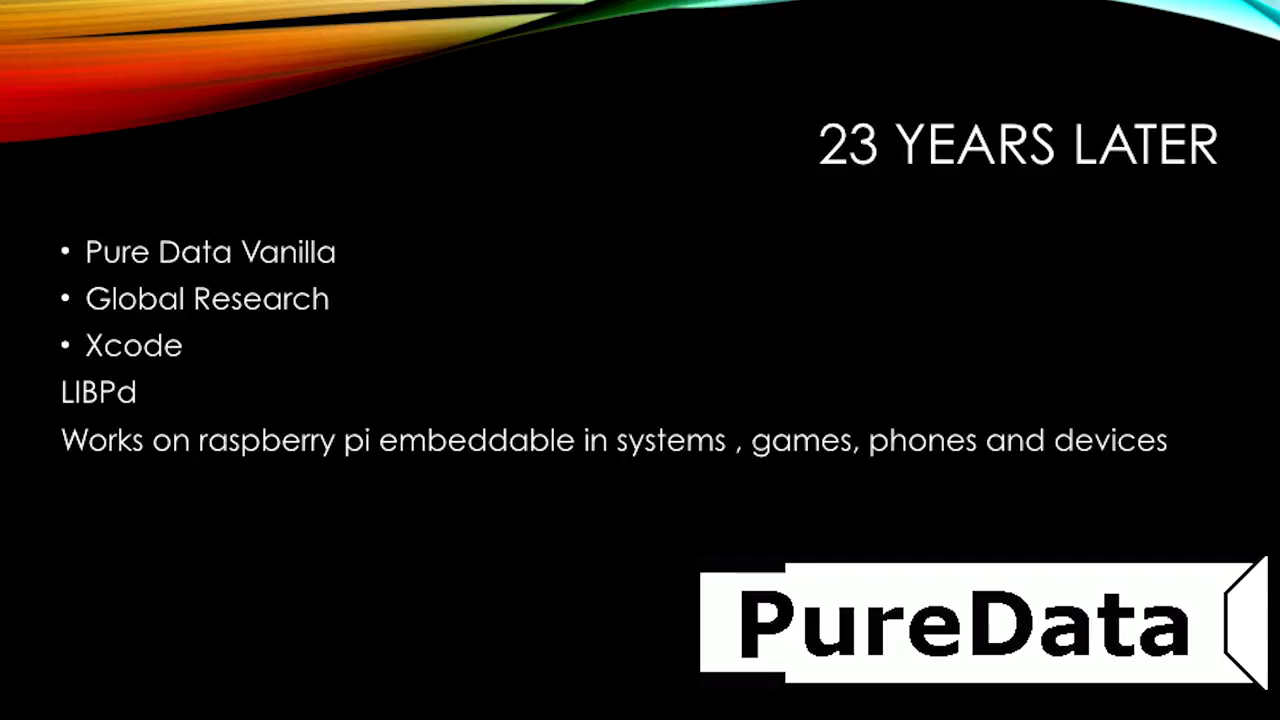 23 YEARS LATER
• Pure Data Vanilla
• Global Research
• Xcode
LIBPd
Works on raspberry pi embeddable in systems , games, phones and devices
PureData